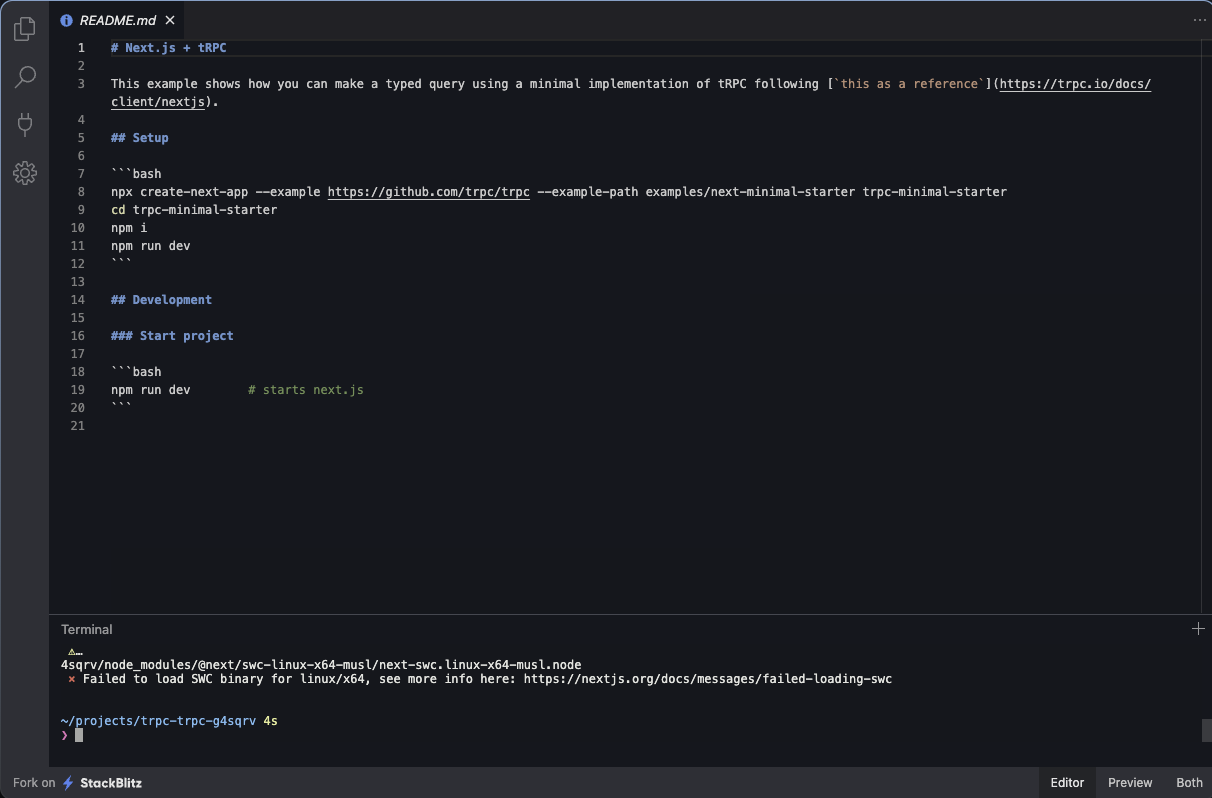 README.md
1 # Next.js + tRPC
2
3 This example shows how you can make a typed query using a minimal implementation of tRPC following [`this as a reference`](https://trpc.io/docs/
client/nextjs).
4
5 ## Setup
6
7 ```bash
8 npx create-next-app --example https://github.com/trpc/trpc --example-path examples/next-minimal-starter trpc-minimal-starter
9 cd trpc-minimal-starter
10 npm i
11 npm run dev
12 ```
13
14 ## Development
15
16 ### Start project
17
18 ```bash
19 npm run dev        # starts next.js
20 ```
21
Terminal
⚠…
4sqrv/node_modules/@next/swc-linux-x64-musl/next-swc.linux-x64-musl.node
× Failed to load SWC binary for linux/x64, see more info here: https://nextjs.org/docs/messages/failed-loading-swc
~/projects/trpc-trpc-g4sqrv 4s
❯
Fork on StackBlitz Editor Preview Both